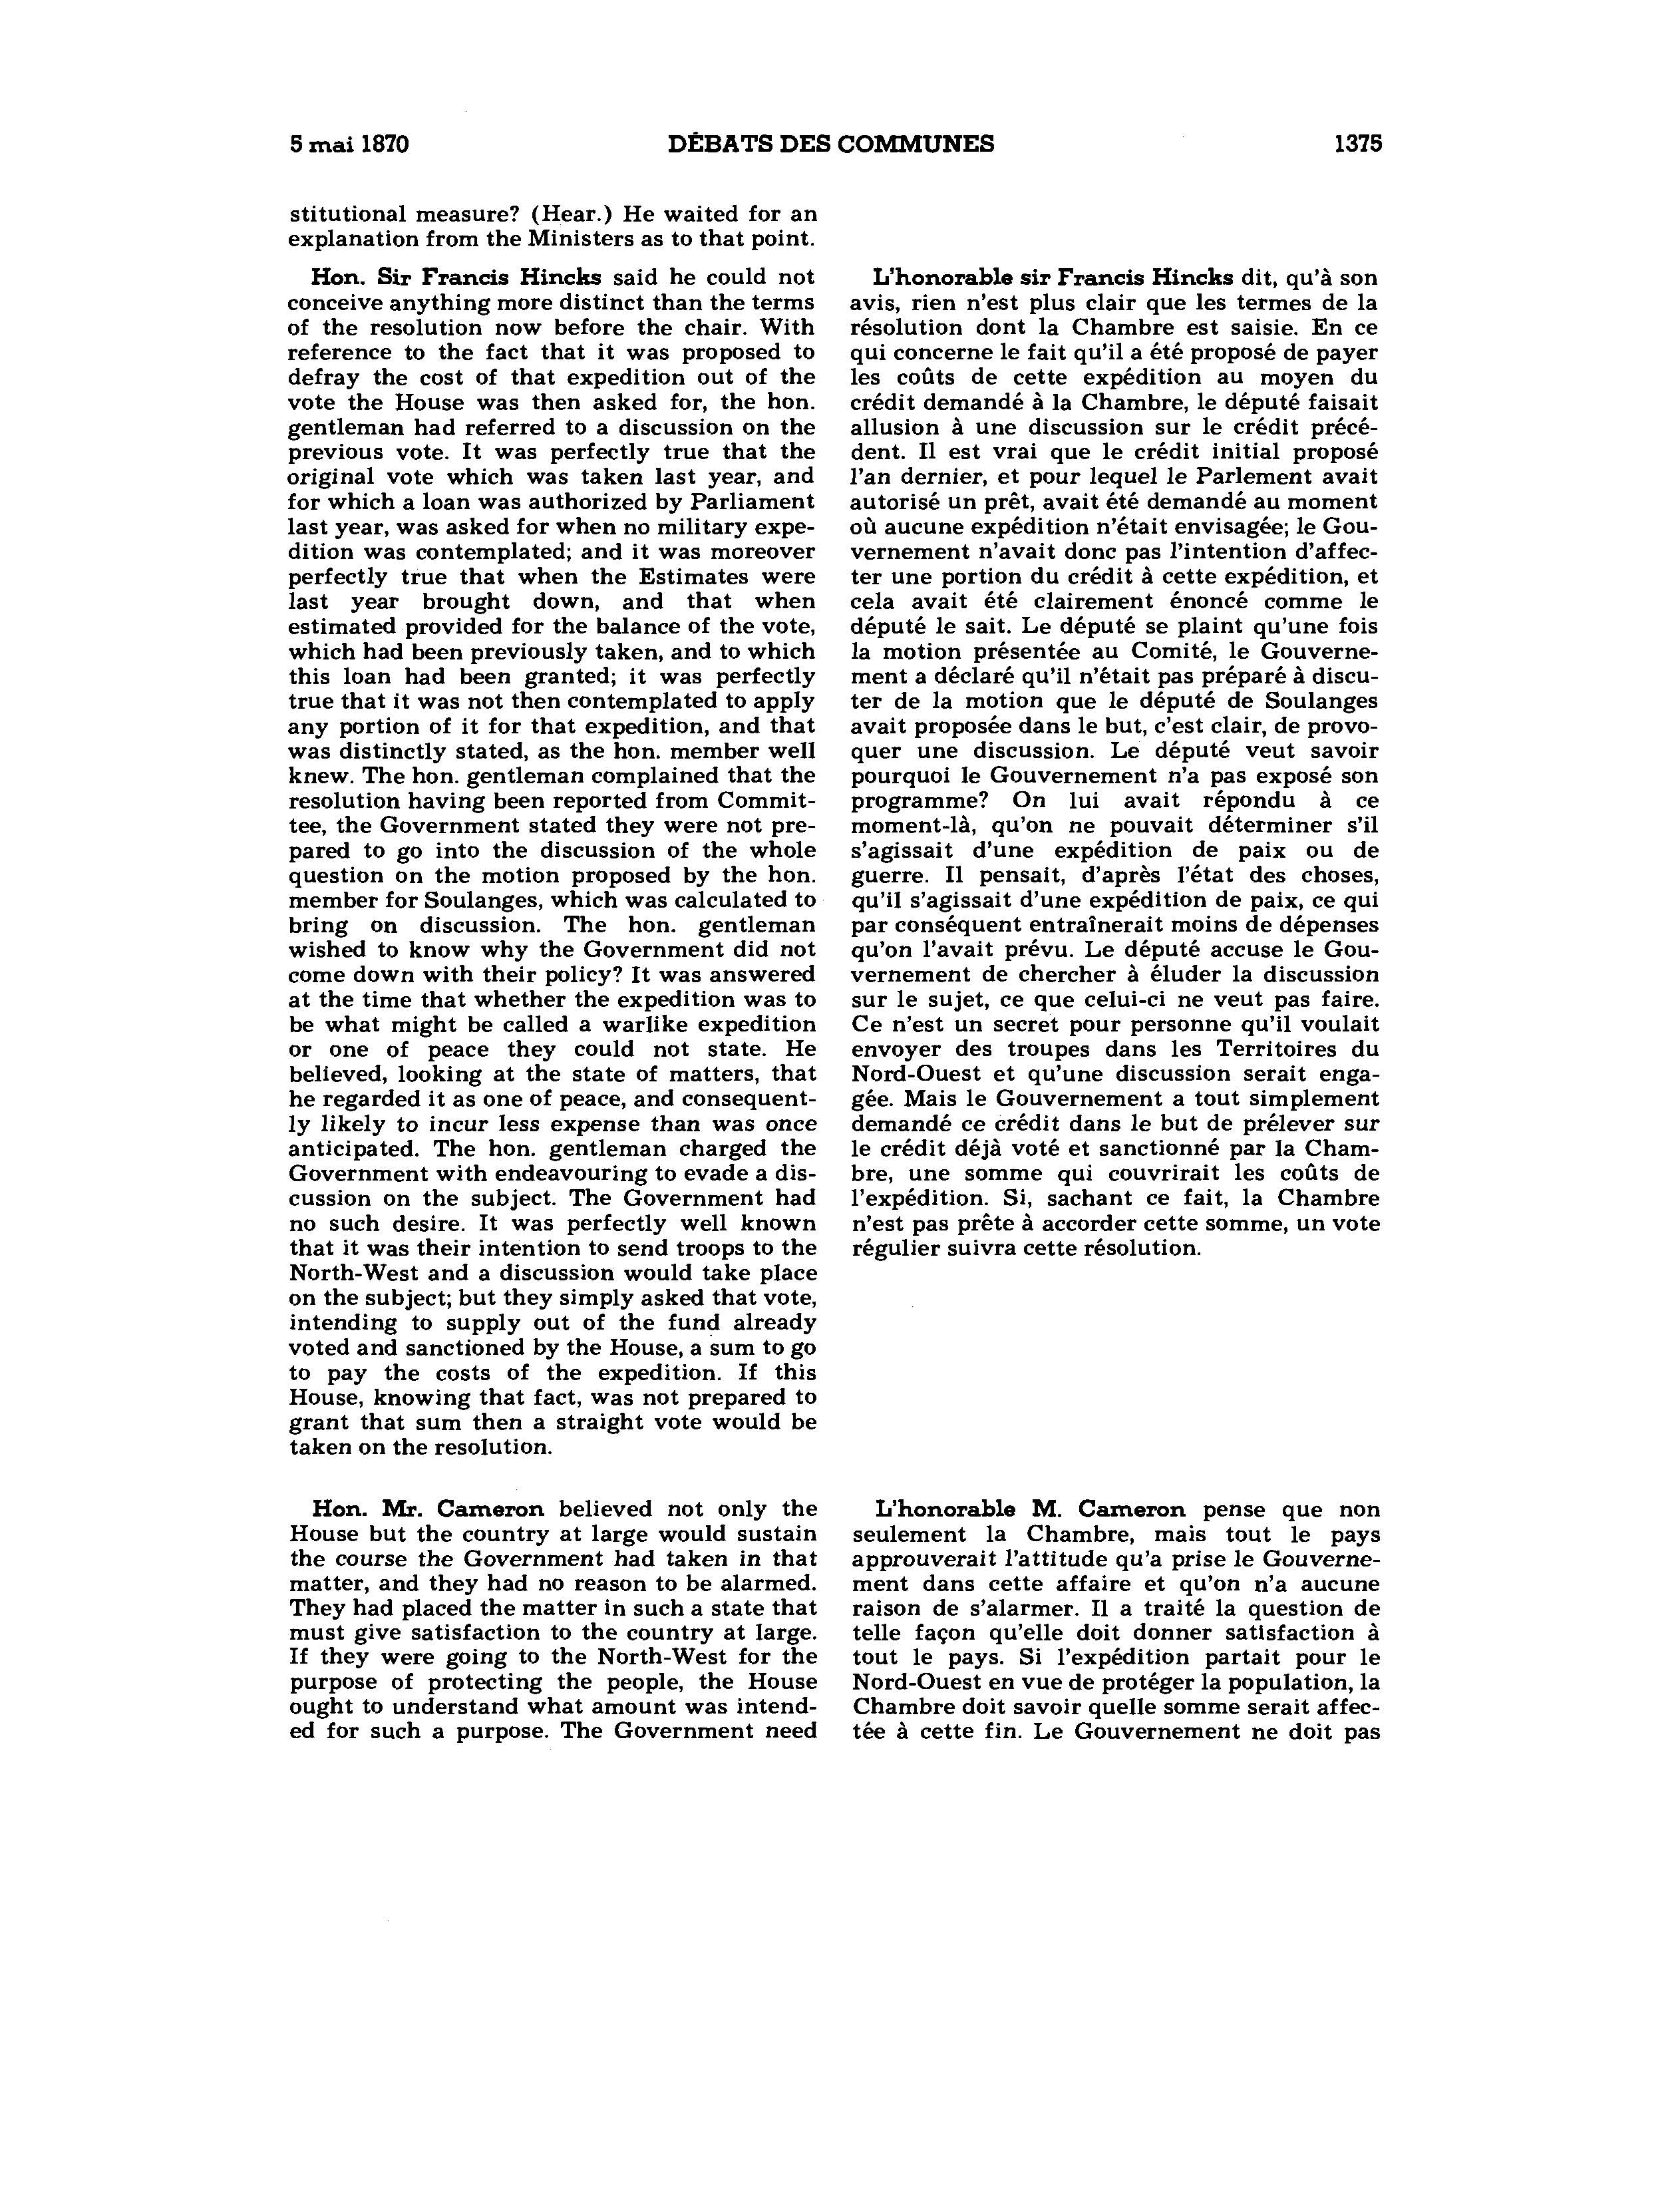 5 mai 1870 DÉBATS DES COMMUNES 1375
stitutional measure? (Hear.) He waited for an
explanation from the Ministers as to that point.
Hon. Sir Francis Hincks said he could not
conceive anything more distinct than the terms
of the resolution now before the chair. With
reference to the fact that it was proposed to
defray the cost of that expedition out of the
vote the House was then asked for, the hon.
gentleman had referred to a discussion on the
previous vote. It was perfectly true that the
original vote which was taken last year, and
for which a loan was authorized by Parliament
last year, was asked for when no military expe-
dition was contemplated; and it was moreover
perfectly true that when the Estimates were
last year brought down, and that when
estimated provided for the balance of the vote,
which had been previously taken, and to which
this loan had been granted; it was perfectly
true that it was not then contemplated to apply
any portion of it for that expedition, and that
was distinctly stated, as the hon. member well
knew. The hon. gentleman complained that the
resolution having been reported from Commit-
tee, the Government stated they were not pre-
pared to go into the discussion of the whole
question on the motion proposed by the hon.
member for Soulanges, which was calculated to
bring on discussion. The hon. gentleman
wished to know why the Government did not
come down with their policy? It was answered
at the time that whether the expedition was to
be what might be called a warlike expedition
or one of peace they could not state. He
believed, looking at the state of matters, that
he regarded it as one of peace, and consequent-
ly likely to incur less expense than was once
anticipated. The hon. gentleman charged the
Government with endeavouring to evade a dis-
cussion on the subject. The Government had
no such desire. It was perfectly well known
that it was their intention to send troops to the
North-West and a discussion would take place
on the subject; but they simply asked that vote,
intending to supply out of the fund already
voted and sanctioned by the House, a sum to go
to pay the costs of the expedition. If this
House, knowing that fact, was not prepared to
grant that sum then a straight vote would be
taken on the resolution.
Hon. Mr. Cameron believed not only the
House but the country at large would sustain
the course the Government had taken in that
matter, and they had no reason to be alarmed.
They had placed the matter in such a state that
must give satisfaction to the country at large.
If they were going to the North-West for the
purpose of protecting the people, the House
ought to understand what amount was intend-
ed for such a purpose. The Government need
L'honorable sir Francis Hincks dit, qu'à son
avis, rien n'est plus clair que les termes de la
résolution dont la Chambre est saisie. En ce
qui concerne le fait qu'il a été proposé de payer
les coûts de cette expédition au moyen du
crédit demandé à la Chambre, le député faisait
allusion à une discussion sur le crédit précé-
dent. Il est vrai que le crédit initial proposé
l'an dernier, et pour lequel le Parlement avait
autorisé un prêt, avait été demandé au moment
où aucune expédition n'était envisagée; le Gou-
vernement n'avait donc pas l'intention d'affec-
ter une portion du crédit à cette expédition, et
cela avait été clairement énoncé comme le
député le sait. Le député se plaint qu'une fois
la motion présentée au Comité, le Gouverne-
ment a déclaré qu'il n'était pas préparé à discu-
ter de la motion que le député de Soulanges
avait proposée dans le but, c'est clair, de provo-
quer une discussion. Le député veut savoir
pourquoi le Gouvernement n'a pas exposé son
programme? On lui avait répondu à ce
moment-là, qu'on ne pouvait déterminer s'il
s'agissait d'une expédition de paix ou de
guerre. Il pensait, d'après l'état des choses,
qu'il s'agissait d'une expédition de paix, ce qui
par conséquent entraînerait moins de dépenses
qu'on l'avait prévu. Le député accuse le Gou-
vernement de chercher à éluder la discussion
sur le sujet, ce que celui-ci ne veut pas faire.
Ce n'est un secret pour personne qu'il voulait
envoyer des troupes dans les Territoires du
Nord-Ouest et qu'une discussion serait enga-
gée. Mais le Gouvernement a tout simplement
demandé ce crédit dans le but de prélever sur
le crédit déjà voté et sanctionné par la Cham-
bre, une somme qui couvrirait les coûts de
l'expédition. Si, sachant ce fait, la Chambre
n'est pas prête à accorder cette somme, un vote
régulier suivra cette résolution.
L'honorable M. Cameron pense que non
seulement la Chambre, mais tout le pays
approuverait l'attitude qu'a prise le Gouverne-
ment dans cette affaire et qu'on n'a aucune
raison de s'alarmer. Il a traité la question de
telle façon qu'elle doit donner satisfaction à
tout le pays. Si l'expédition partait pour le
Nord-Ouest en vue de protéger la population, la
Chambre doit savoir quelle somme serait affec-
tée à cette fin. Le Gouvernement ne doit pas